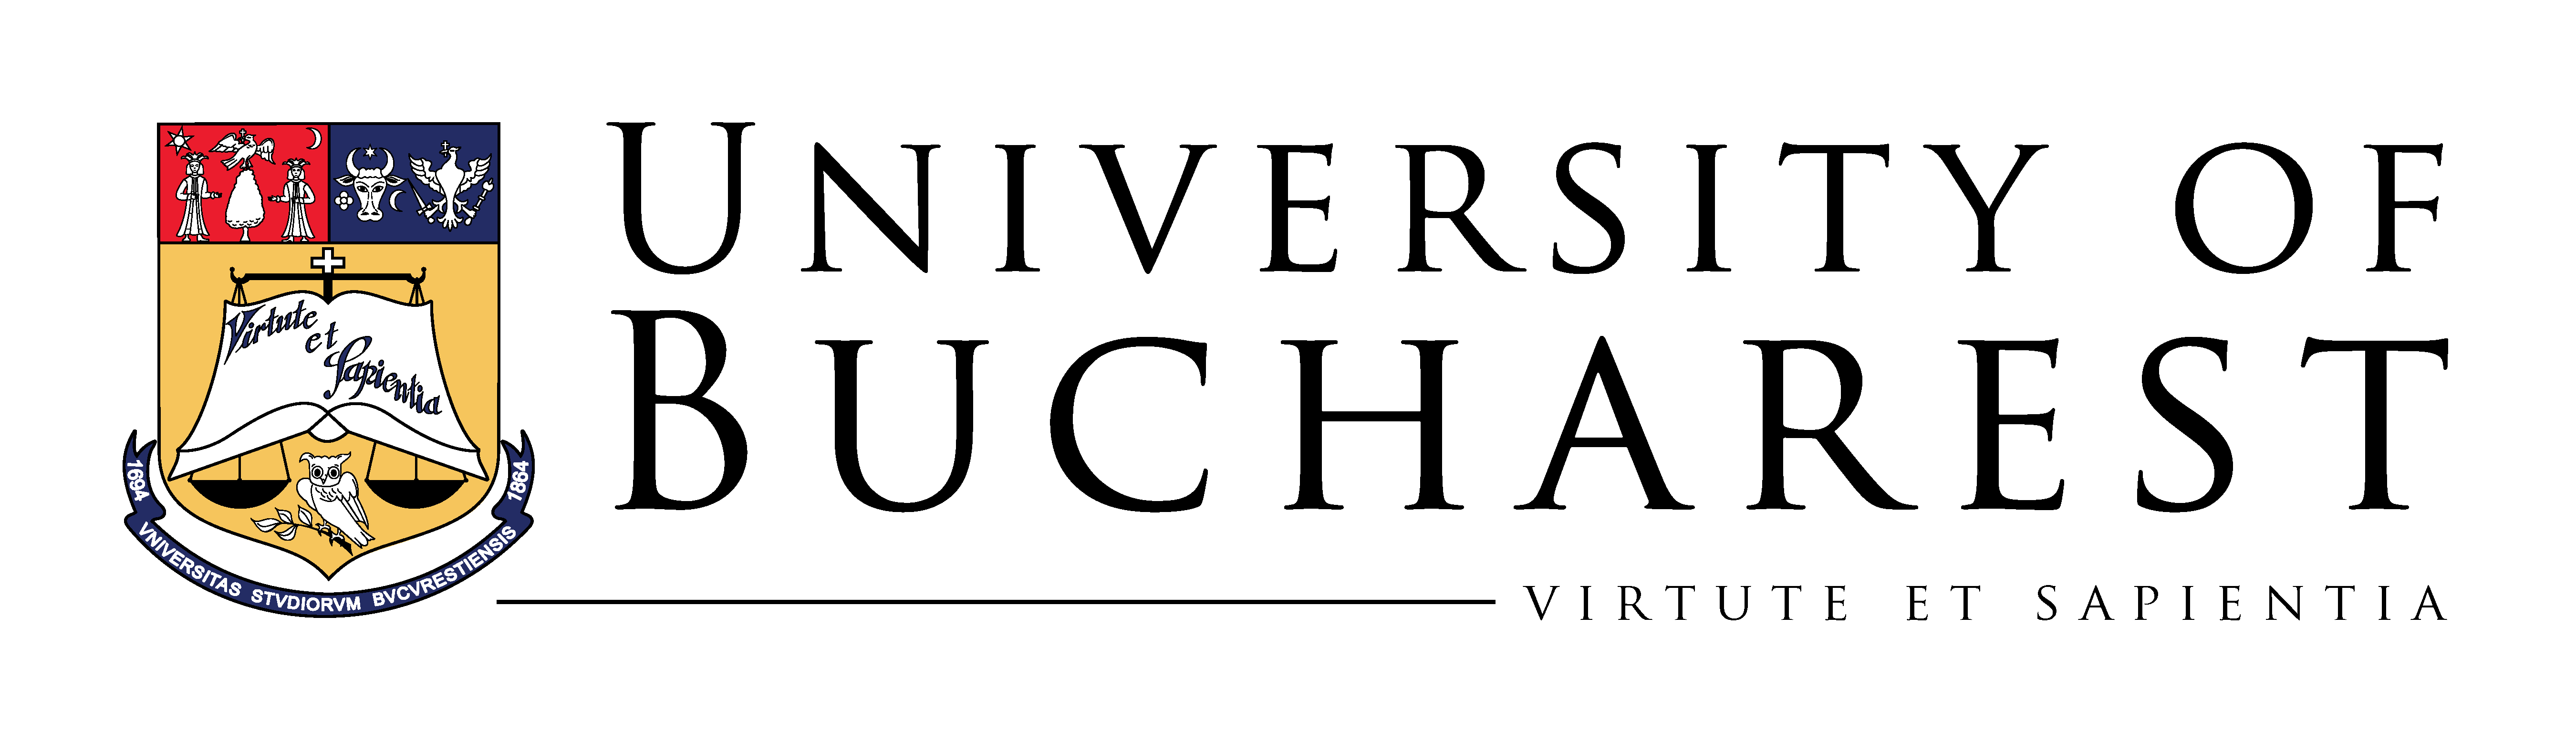 UNIVERSITY OF
BUCHAREST
VIRTUTE ET SAPIENTIA
Virtute
et
Sapientia
1694
VNIVERSITAS STVDIORVM BVCVRESTIENSIS
1864